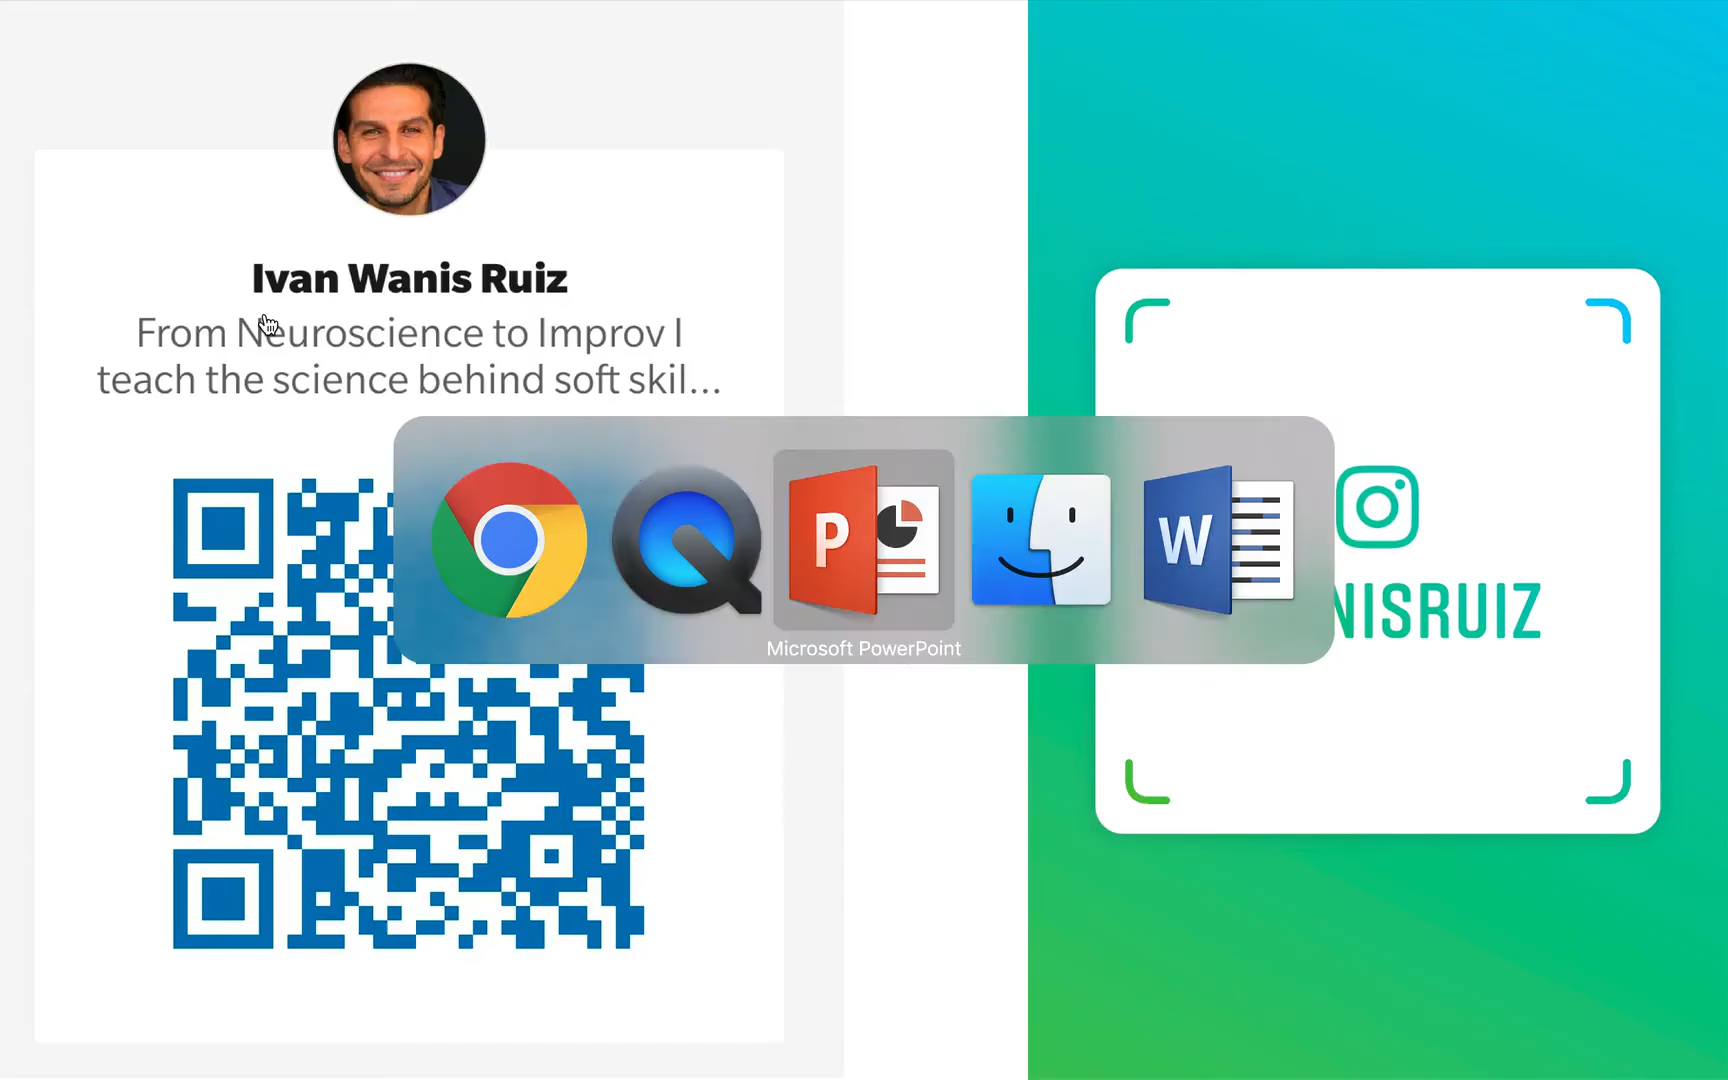 Ivan Wanis Ruiz
From Neuroscience to Improv I
teach the science behind soft skil...
P
W
Microsoft PowerPoint
NISRUIZ